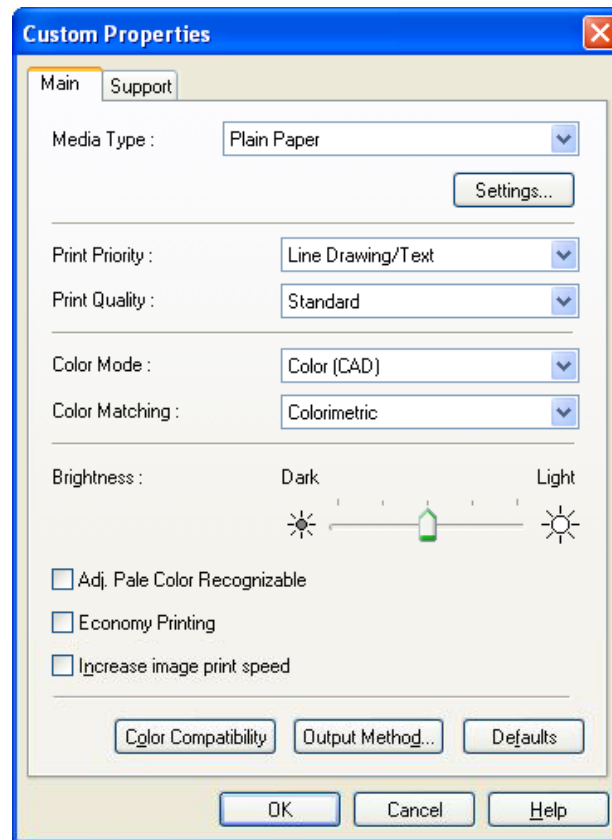 Custom Properties
Main Support
Media Type : Plain Paper
Settings...
Print Priority : Line Drawing/Text
Print Quality : Standard
Color Mode : Color (CAD)
Color Matching : Colorimetric
Brightness : Dark Light
Adj. Pale Color Recognizable
Economy Printing
Increase image print speed
Color Compatibility Output Method... Defaults
OK Cancel Help